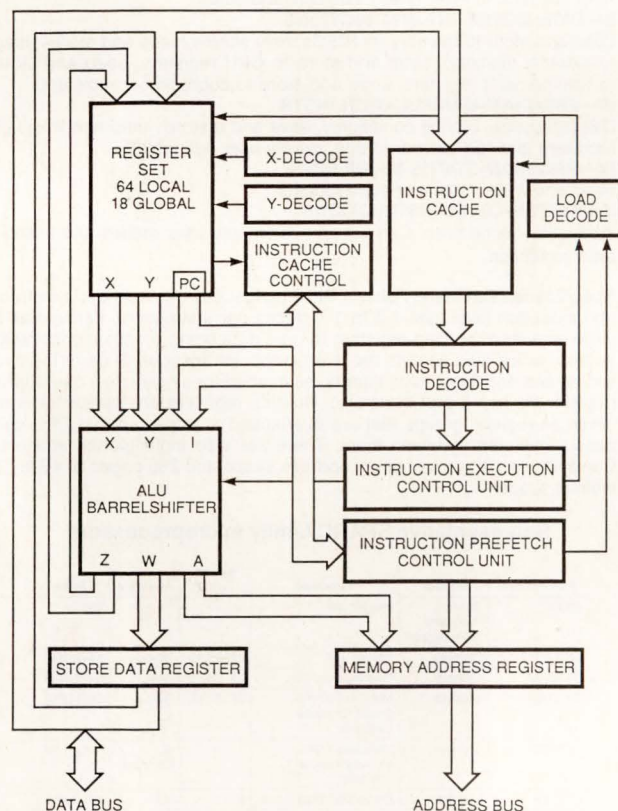 REGISTER
SET
64 LOCAL
18 GLOBAL
X Y PC
X-DECODE
Y-DECODE
INSTRUCTION
CACHE
CONTROL
INSTRUCTION
CACHE
LOAD
DECODE
INSTRUCTION
DECODE
X Y I
ALU
BARRELSHIFTER
Z W A
INSTRUCTION EXECUTION
CONTROL UNIT
INSTRUCTION PREFETCH
CONTROL UNIT
STORE DATA REGISTER
MEMORY ADDRESS REGISTER
DATA BUS
ADDRESS BUS